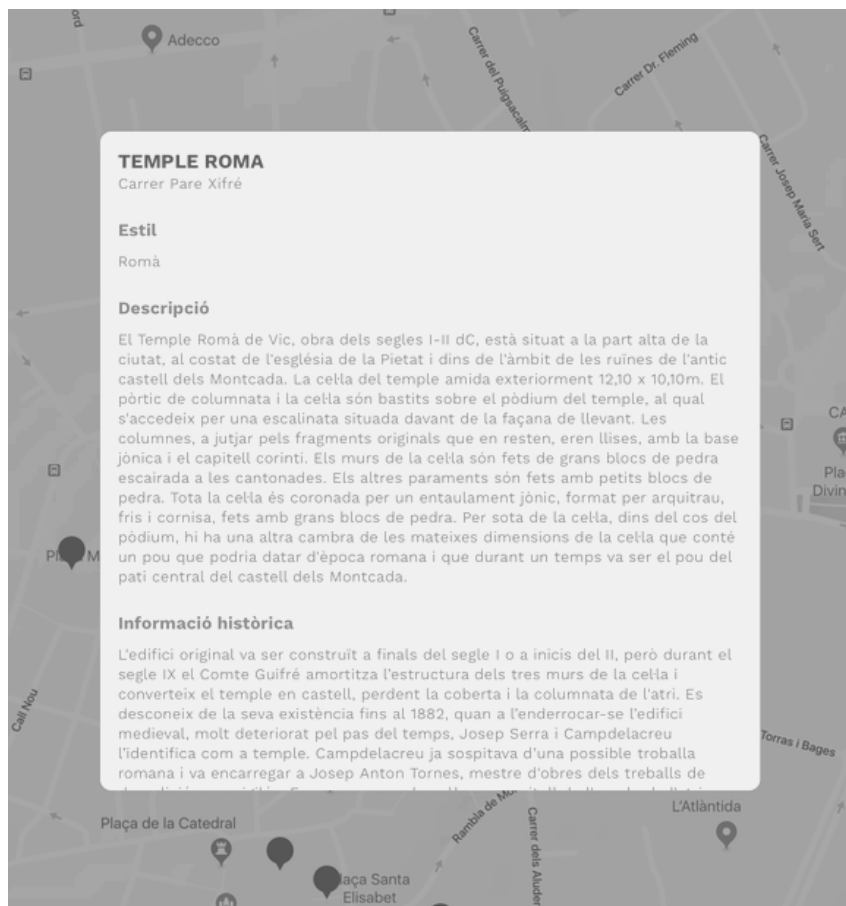 ord
Adecco
Carrer del Puigsacalm
Carrer Dr. Fleming
Carrer Josep Maria Sert
TEMPLE ROMA
Carrer Pare Xifré
Estil
Romà
Descripció
El Temple Romà de Vic, obra dels segles I-II dC, està situat a la part alta de la
ciutat, al costat de l'església de la Pietat i dins de l'àmbit de les ruïnes de l'antic
castell dels Montcada. La cel·la del temple amida exteriorment 12,10 x 10,10m. El
pòrtic de columnata i la cel·la són bastits sobre el pòdium del temple, al qual
s'accedeix per una escalinata situada davant de la façana de llevant. Les
columnes, a jutjar pels fragments originals que en resten, eren llises, amb la base
jònica i el capitell corinti. Els murs de la cel·la són fets de grans blocs de pedra
escairada a les cantonades. Els altres paraments són fets amb petits blocs de
pedra. Tota la cel·la és coronada per un entaulament jònic, format per arquitrau,
fris i cornisa, fets amb grans blocs de pedra. Per sota de la cel·la, dins del cos del
pòdium, hi ha una altra cambra de les mateixes dimensions de la cel·la que conté
un pou que podria datar d'època romana i que durant un temps va ser el pou del
pati central del castell dels Montcada.
Informació històrica
L'edifici original va ser construït a finals del segle I o a inicis del II, però durant el
segle IX el Comte Guifré amortitza l'estructura dels tres murs de la cel·la i
converteix el temple en castell, perdent la coberta i la columnata de l'atri. Es
desconeix de la seva existència fins al 1882, quan a l'enderrocar-se l'edifici
medieval, molt deteriorat pel pas del temps, Josep Serra i Campdelacreu
l'identifica com a temple. Campdelacreu ja sospitava d'una possible troballa
romana i va encarregar a Josep Anton Tornes, mestre d'obres dels treballs de
CA
Pla
Divin
M
Call Nou
Torras i Bages
L'Atlàntida
Plaça de la Catedral
Rambla de
Carrer dels Aluder
laça Santa
Elisabet